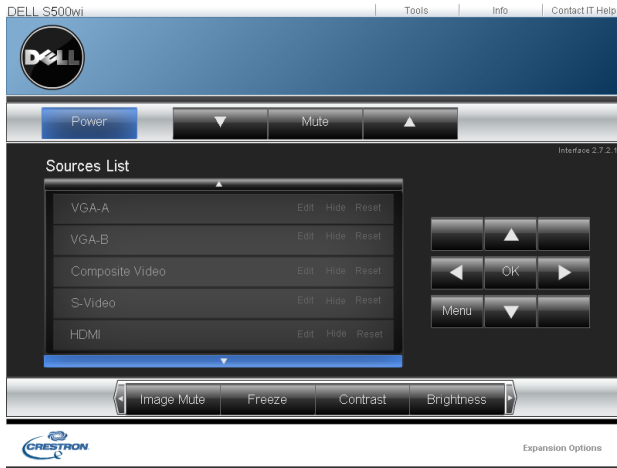 DELL S500wi Tools Info Contact IT Help
DELL
Power Mute
Interface 2.7.2.1
Sources List
VGA-A Edit Hide Reset
VGA-B Edit Hide Reset
Composite Video Edit Hide Reset
S-Video Edit Hide Reset
HDMI Edit Hide Reset
OK
Menu
Image Mute Freeze Contrast Brightness
CRESTRON Expansion Options